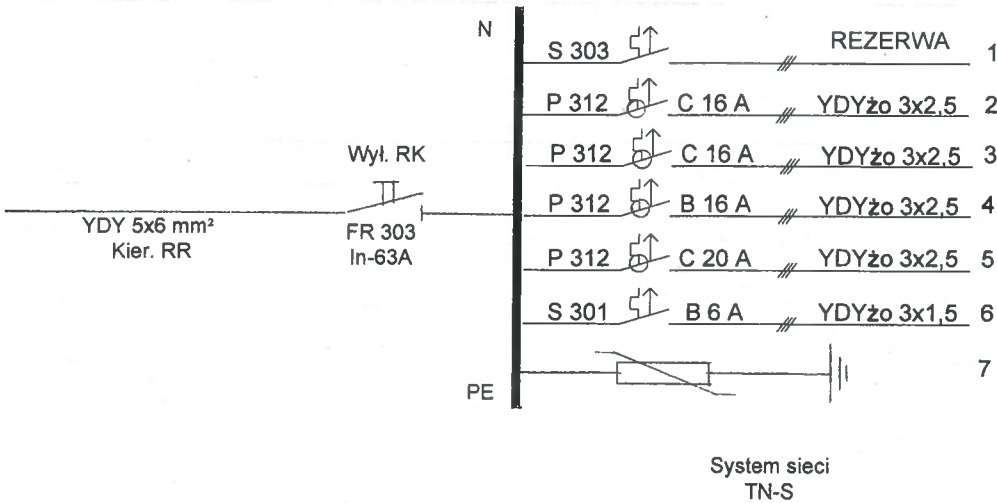 N
S 303 REZERWA 1
P 312 C 16 A YDYżo 3x2,5 2
P 312 C 16 A YDYżo 3x2,5 3
Wył. RK
P 312 B 16 A YDYżo 3x2,5 4
YDY 5x6 mm²
Kier. RR
FR 303
In-63A
P 312 C 20 A YDYżo 3x2,5 5
S 301 B 6 A YDYżo 3x1,5 6
7
PE
System sieci
TN-S